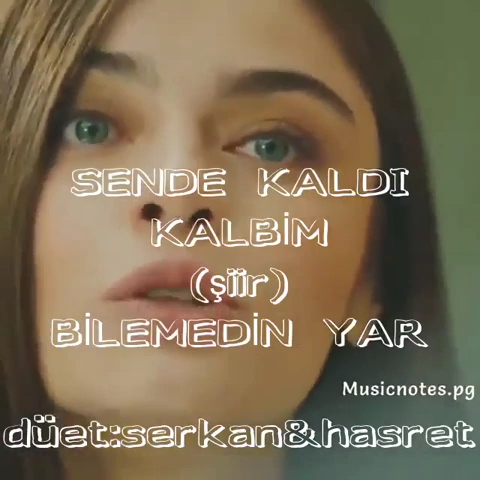 SENDE KALDI
KALBİM
(şiir)
BİLEMEDİN YAR
Musicnotes.pg
düet:serkan&hasret